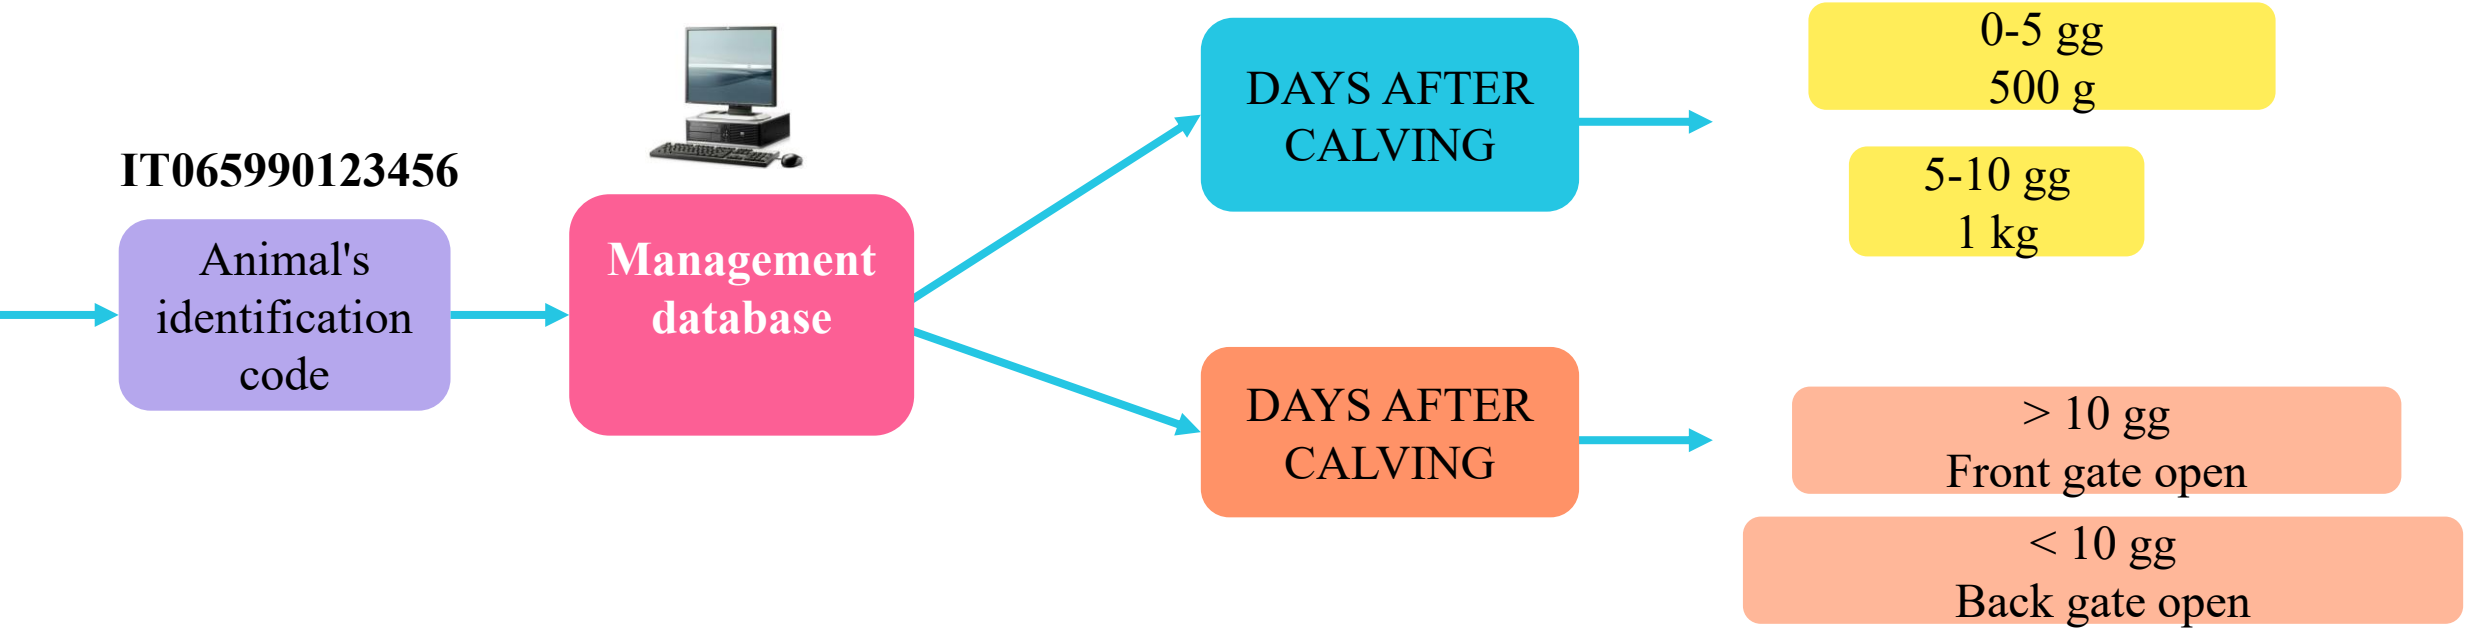 IT065990123456
Animal's
identification
code
Management
database
DAYS AFTER
CALVING
0-5 gg
500 g
5-10 gg
1 kg
DAYS AFTER
CALVING
> 10 gg
Front gate open
< 10 gg
Back gate open